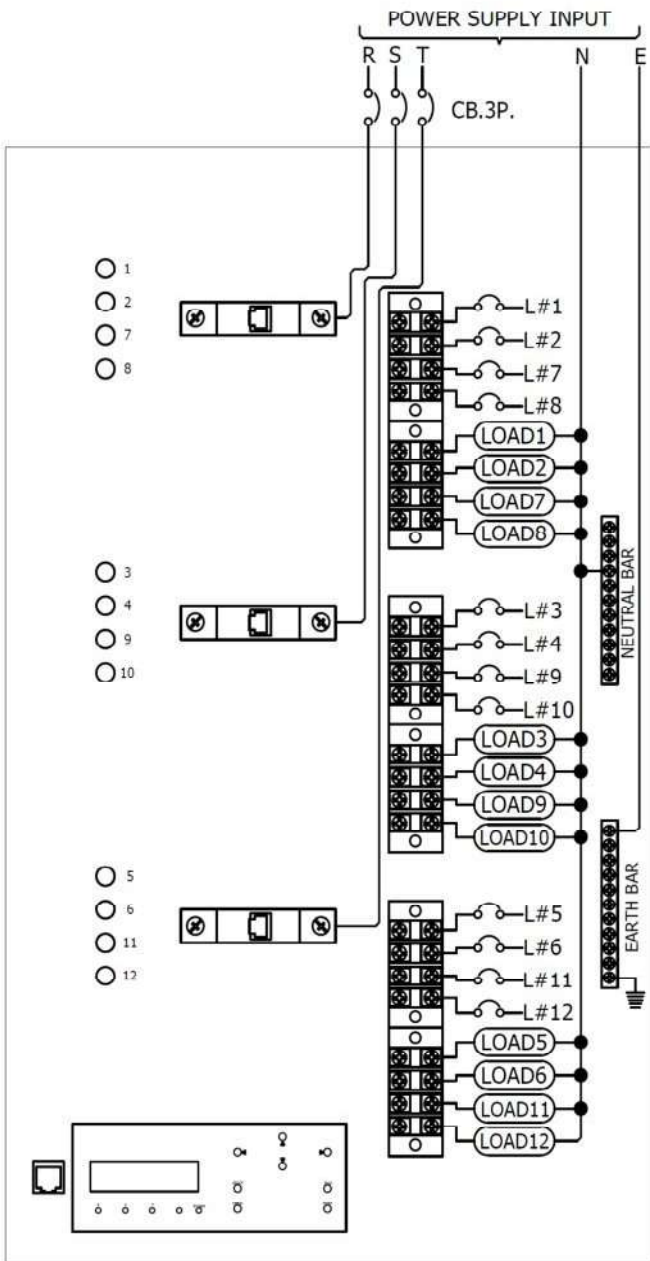 POWER SUPPLY INPUT
R S T N E
CB.3P.
1
2
7
8
L#1
L#2
L#7
L#8
LOAD1
LOAD2
LOAD7
LOAD8
NEUTRAL BAR
3
4
9
10
L#3
L#4
L#9
L#10
LOAD3
LOAD4
LOAD9
LOAD10
EARTH BAR
5
6
11
12
L#5
L#6
L#11
L#12
LOAD5
LOAD6
LOAD11
LOAD12